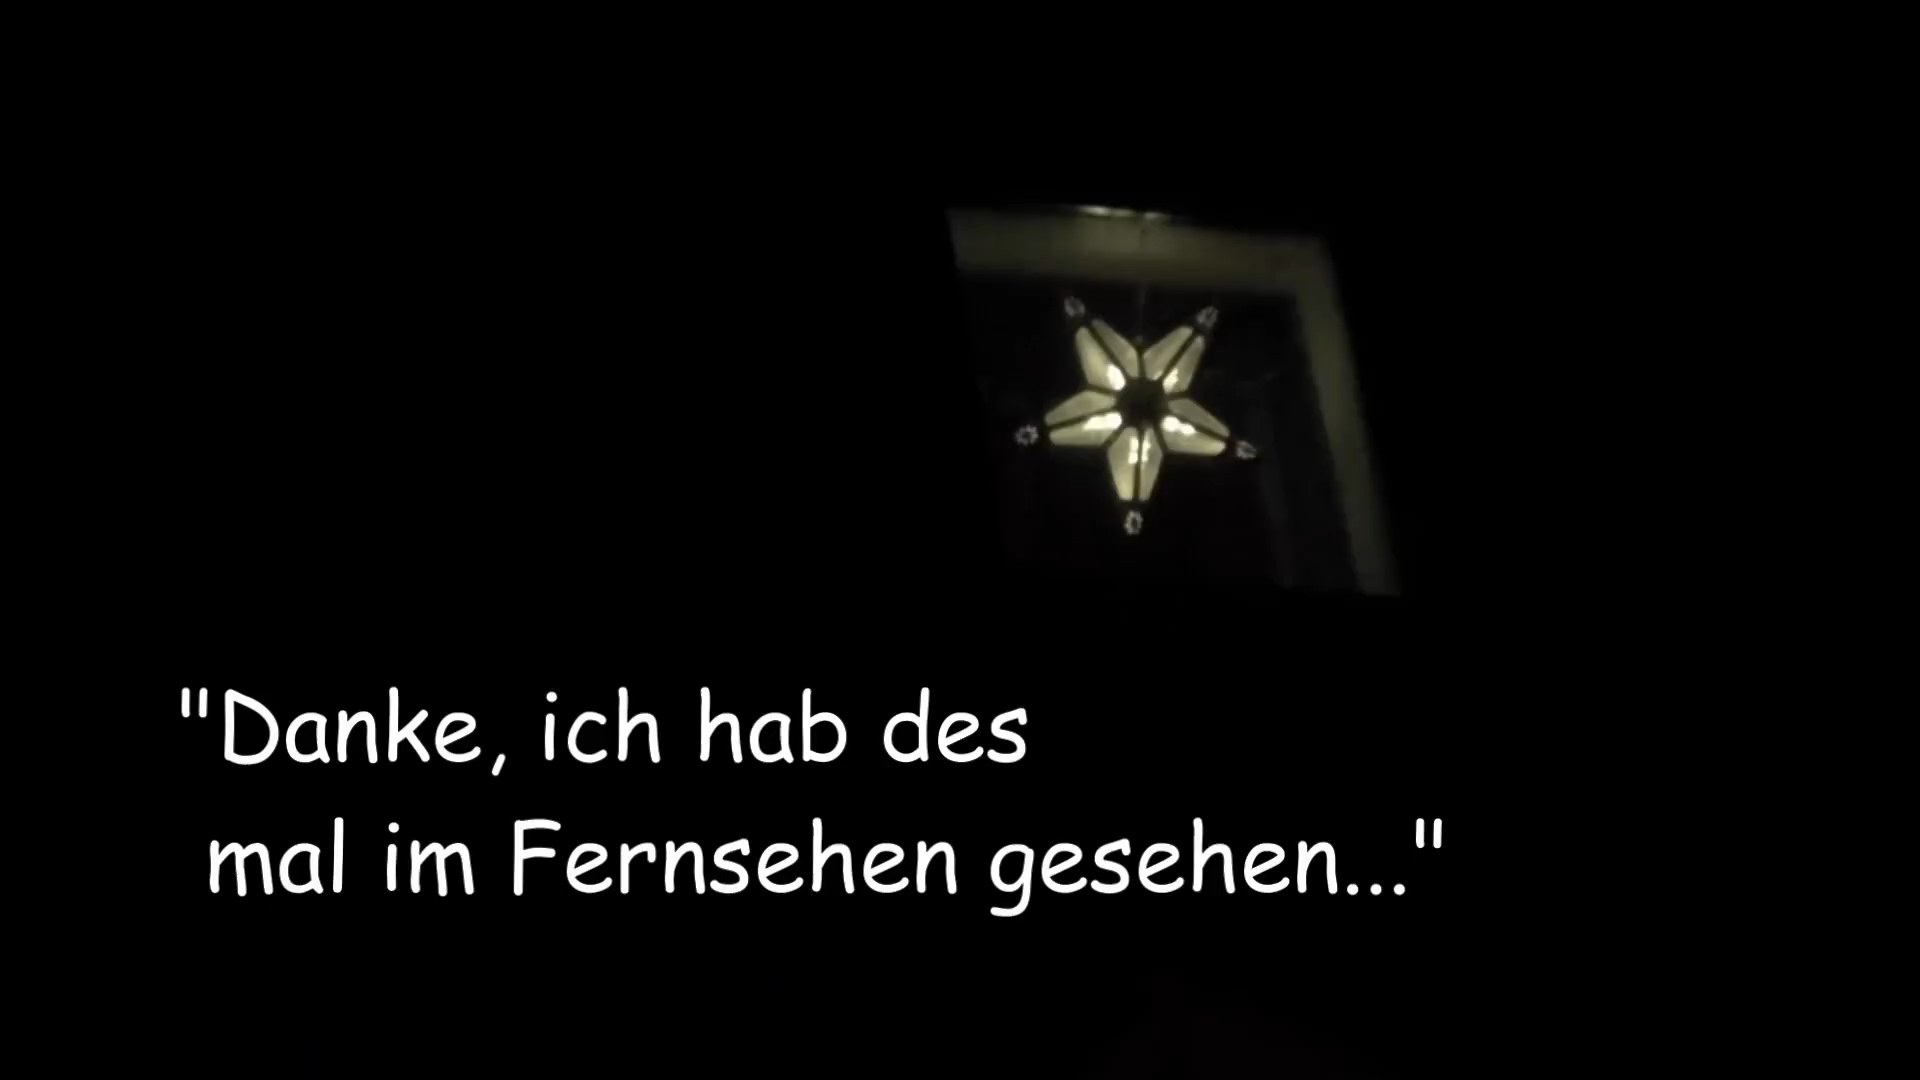 "Danke, ich hab des
mal im Fernsehen gesehen..."